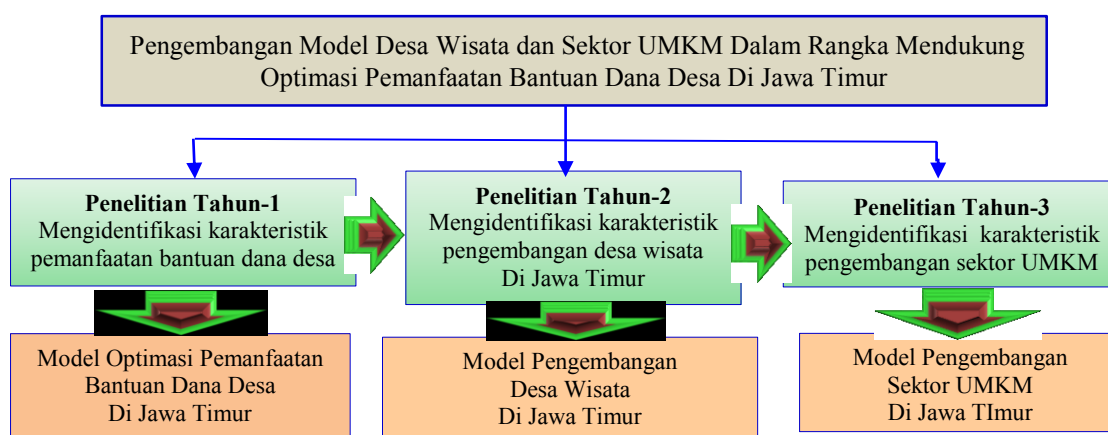 Pengembangan Model Desa Wisata dan Sektor UMKM Dalam Rangka Mendukung
Optimasi Pemanfaatan Bantuan Dana Desa Di Jawa Timur
Penelitian Tahun-1
Mengidentifikasi karakteristik
pemanfaatan bantuan dana desa
Penelitian Tahun-2
Mengidentifikasi karakteristik
pengembangan desa wisata
Di Jawa Timur
Penelitian Tahun-3
Mengidentifikasi karakteristik
pengembangan sektor UMKM
Model Optimasi Pemanfaatan
Bantuan Dana Desa
Di Jawa Timur
Model Pengembangan
Desa Wisata
Di Jawa Timur
Model Pengembangan
Sektor UMKM
Di Jawa TImur